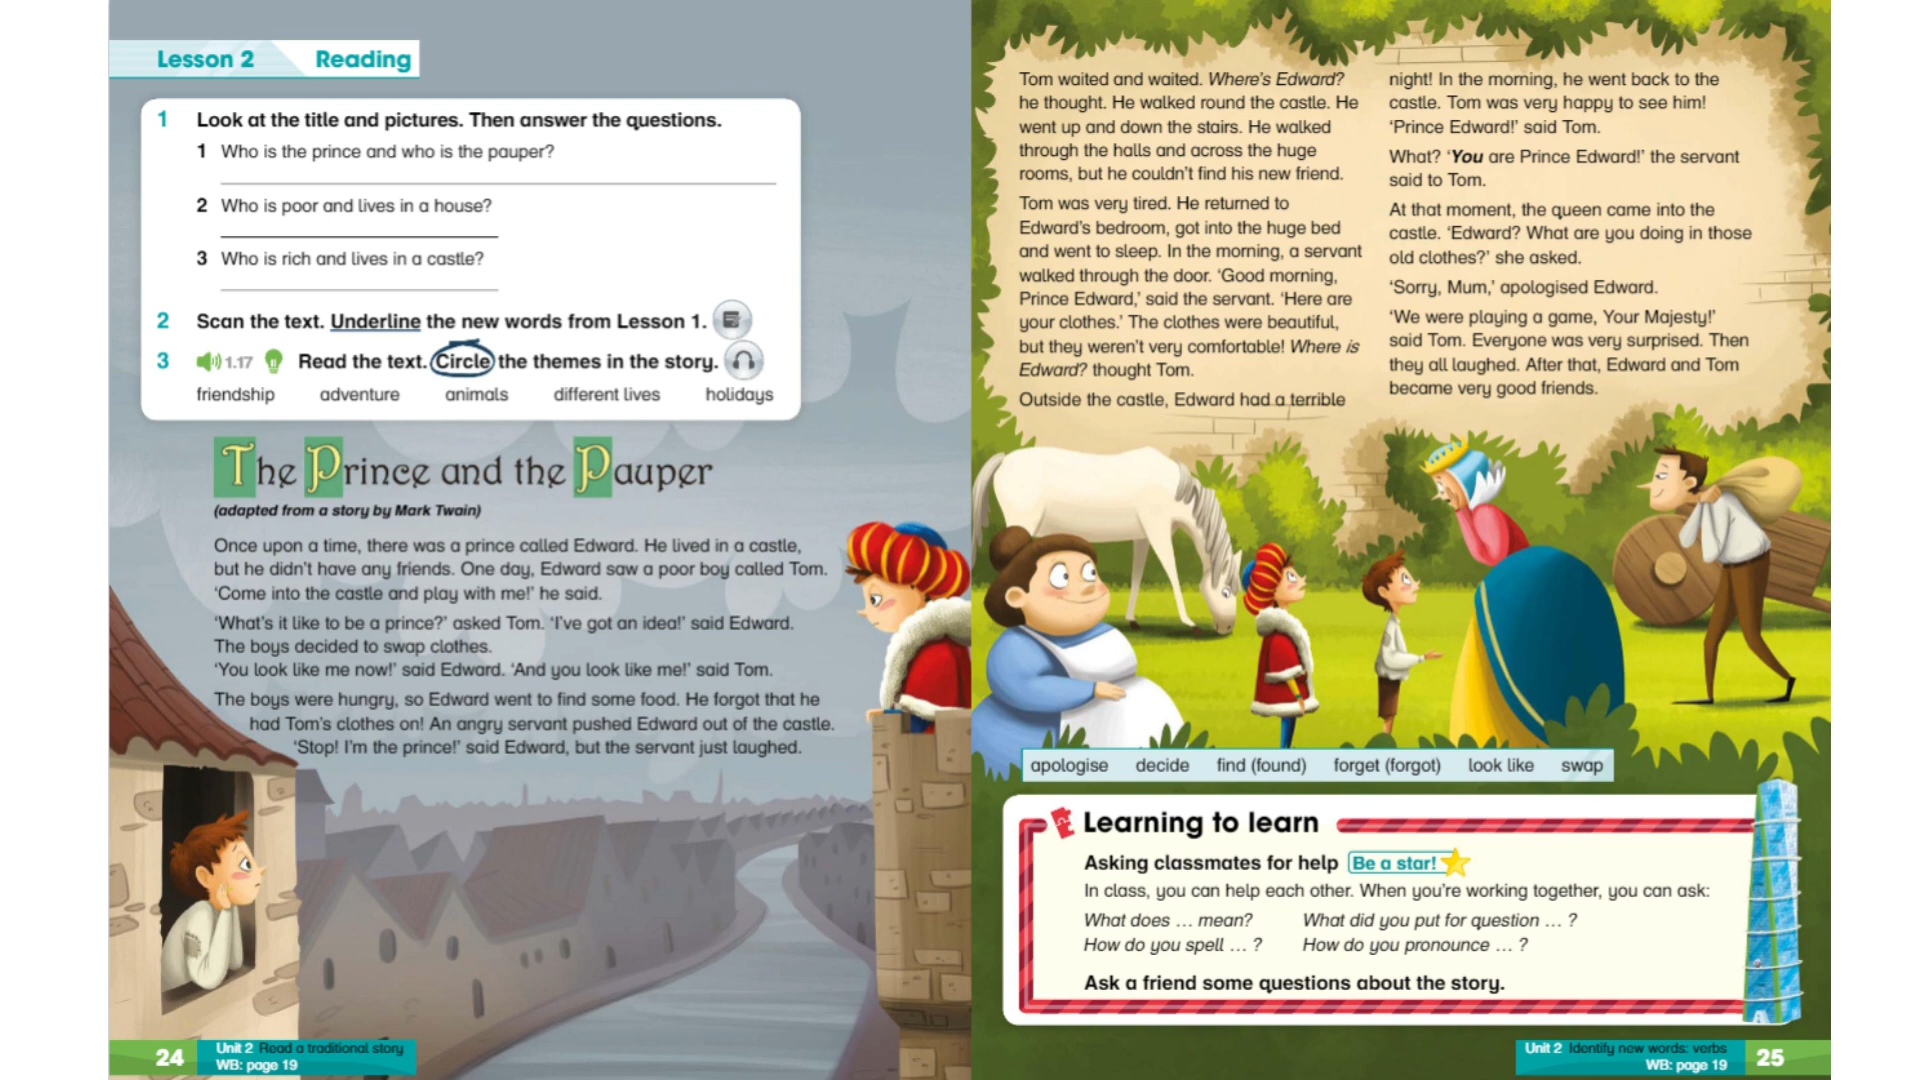 Lesson 2 Reading
1 Look at the title and pictures. Then answer the questions.
1 Who is the prince and who is the pauper?
2 Who is poor and lives in a house?
3 Who is rich and lives in a castle?
2 Scan the text. Underline the new words from Lesson 1.
3 1.17 Read the text. Circle the themes in the story.
friendship adventure animals different lives holidays
The Prince and the Pauper
(adapted from a story by Mark Twain)
Once upon a time, there was a prince called Edward. He lived in a castle,
but he didn't have any friends. One day, Edward saw a poor boy called Tom.
'Come into the castle and play with me!' he said.
'What's it like to be a prince?' asked Tom. 'I've got an idea!' said Edward.
The boys decided to swap clothes.
'You look like me now!' said Edward. 'And you look like me!' said Tom.
The boys were hungry, so Edward went to find some food. He forgot that he
had Tom's clothes on! An angry servant pushed Edward out of the castle.
'Stop! I'm the prince!' said Edward, but the servant just laughed.
24 Unit 2 Read a traditional story
WB: page 19
Tom waited and waited. Where's Edward?
he thought. He walked round the castle. He
went up and down the stairs. He walked
through the halls and across the huge
rooms, but he couldn't find his new friend.
Tom was very tired. He returned to
Edward's bedroom, got into the huge bed
and went to sleep. In the morning, a servant
walked through the door. 'Good morning,
Prince Edward,' said the servant. 'Here are
your clothes.' The clothes were beautiful,
but they weren't very comfortable! Where is
Edward? thought Tom.
Outside the castle, Edward had a terrible
night! In the morning, he went back to the
castle. Tom was very happy to see him!
'Prince Edward!' said Tom.
What? 'You are Prince Edward!' the servant
said to Tom.
At that moment, the queen came into the
castle. 'Edward? What are you doing in those
old clothes?' she asked.
'Sorry, Mum,' apologised Edward.
'We were playing a game, Your Majesty!'
said Tom. Everyone was very surprised. Then
they all laughed. After that, Edward and Tom
became very good friends.
apologise decide find (found) forget (forgot) look like swap
Learning to learn
Asking classmates for help Be a star!
In class, you can help each other. When you're working together, you can ask:
What does ... mean? What did you put for question ... ?
How do you spell ... ? How do you pronounce ... ?
Ask a friend some questions about the story.
Unit 2 Identify new words: verbs
WB: page 19 25